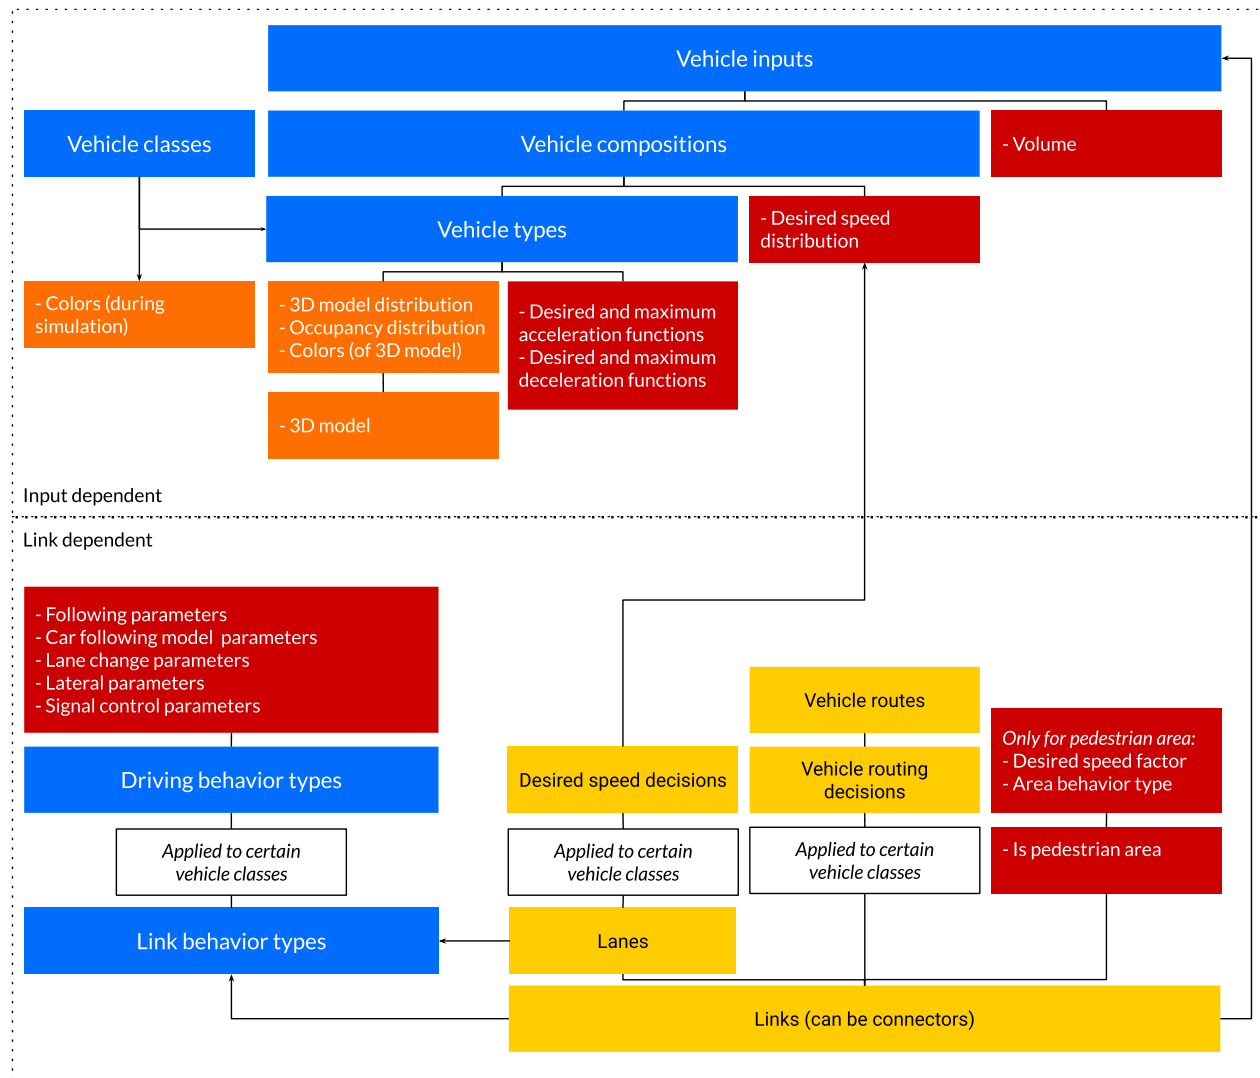 Vehicle inputs
Vehicle classes
Vehicle compositions
- Volume
Vehicle types
- Desired speed
distribution
- Colors (during
simulation)
- 3D model distribution
- Occupancy distribution
- Colors (of 3D model)
- Desired and maximum
acceleration functions
- Desired and maximum
deceleration functions
- 3D model
Input dependent
Link dependent
- Following parameters
- Car following model  parameters
- Lane change parameters
- Lateral parameters
- Signal control parameters
Vehicle routes
Only for pedestrian area:
- Desired speed factor
- Area behavior type
Driving behavior types
Desired speed decisions
Vehicle routing
decisions
Applied to certain
vehicle classes
Applied to certain
vehicle classes
Applied to certain
vehicle classes
- Is pedestrian area
Link behavior types
Lanes
Links (can be connectors)